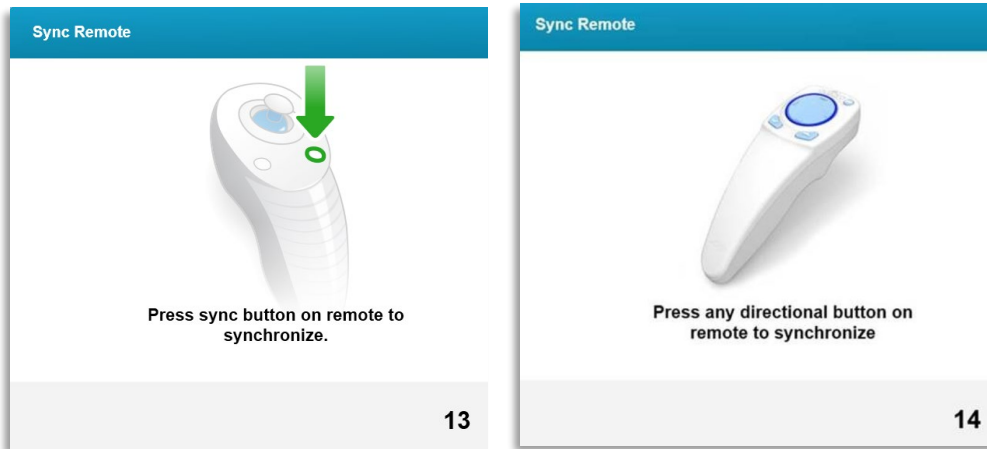 Sync Remote
Press sync button on remote to
synchronize.
13
Sync Remote
Press any directional button on
remote to synchronize
14